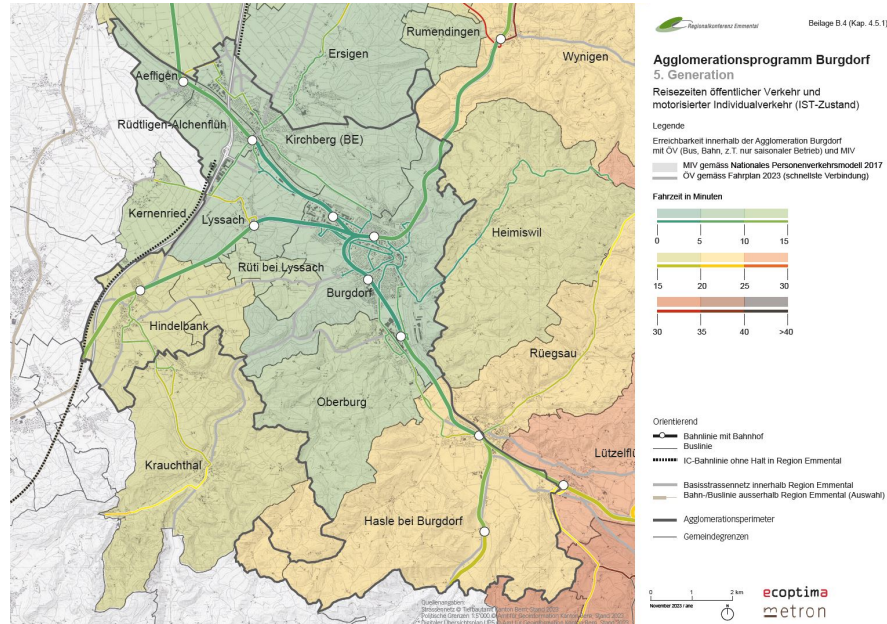 Regionalkonferenz Emmental
Beilage B.4 (Kap. 4.5.1)
Agglomerationsprogramm Burgdorf
5. Generation
Reisezeiten öffentlicher Verkehr und
motorisierter Individualverkehr (IST-Zustand)
Legende
Erreichbarkeit innerhalb der Agglomeration Burgdorf
mit ÖV (Bus, Bahn, z.T. nur saisonaler Betrieb) und MIV
MIV gemäss Nationales Personenverkehrsmodell 2017
ÖV gemäss Fahrplan 2023 (schnellste Verbindung)
Fahrzeit in Minuten
0 5 10 15
15 20 25 30
30 35 40 >40
Orientierend
Bahnlinie mit Bahnhof
Buslinie
IC-Bahnlinie ohne Halt in Region Emmental
Basisstrassennetz innerhalb Region Emmental
Bahn-/Buslinie ausserhalb Region Emmental (Auswahl)
Agglomerationsperimeter
Gemeindegrenzen
0 1 2 km
November 2023 / ane
ecoptima
metron
Rumendingen
Ersigen
Wynigen
Aefligen
Rüdtligen-Alchenflüh
Kirchberg (BE)
Kernenried
Lyssach
Heimiswil
Rüti bei Lyssach
Burgdorf
Hindelbank
Rüegsau
Oberburg
Krauchthal
Lützelflü
Hasle bei Burgdorf
Quellenangaben: